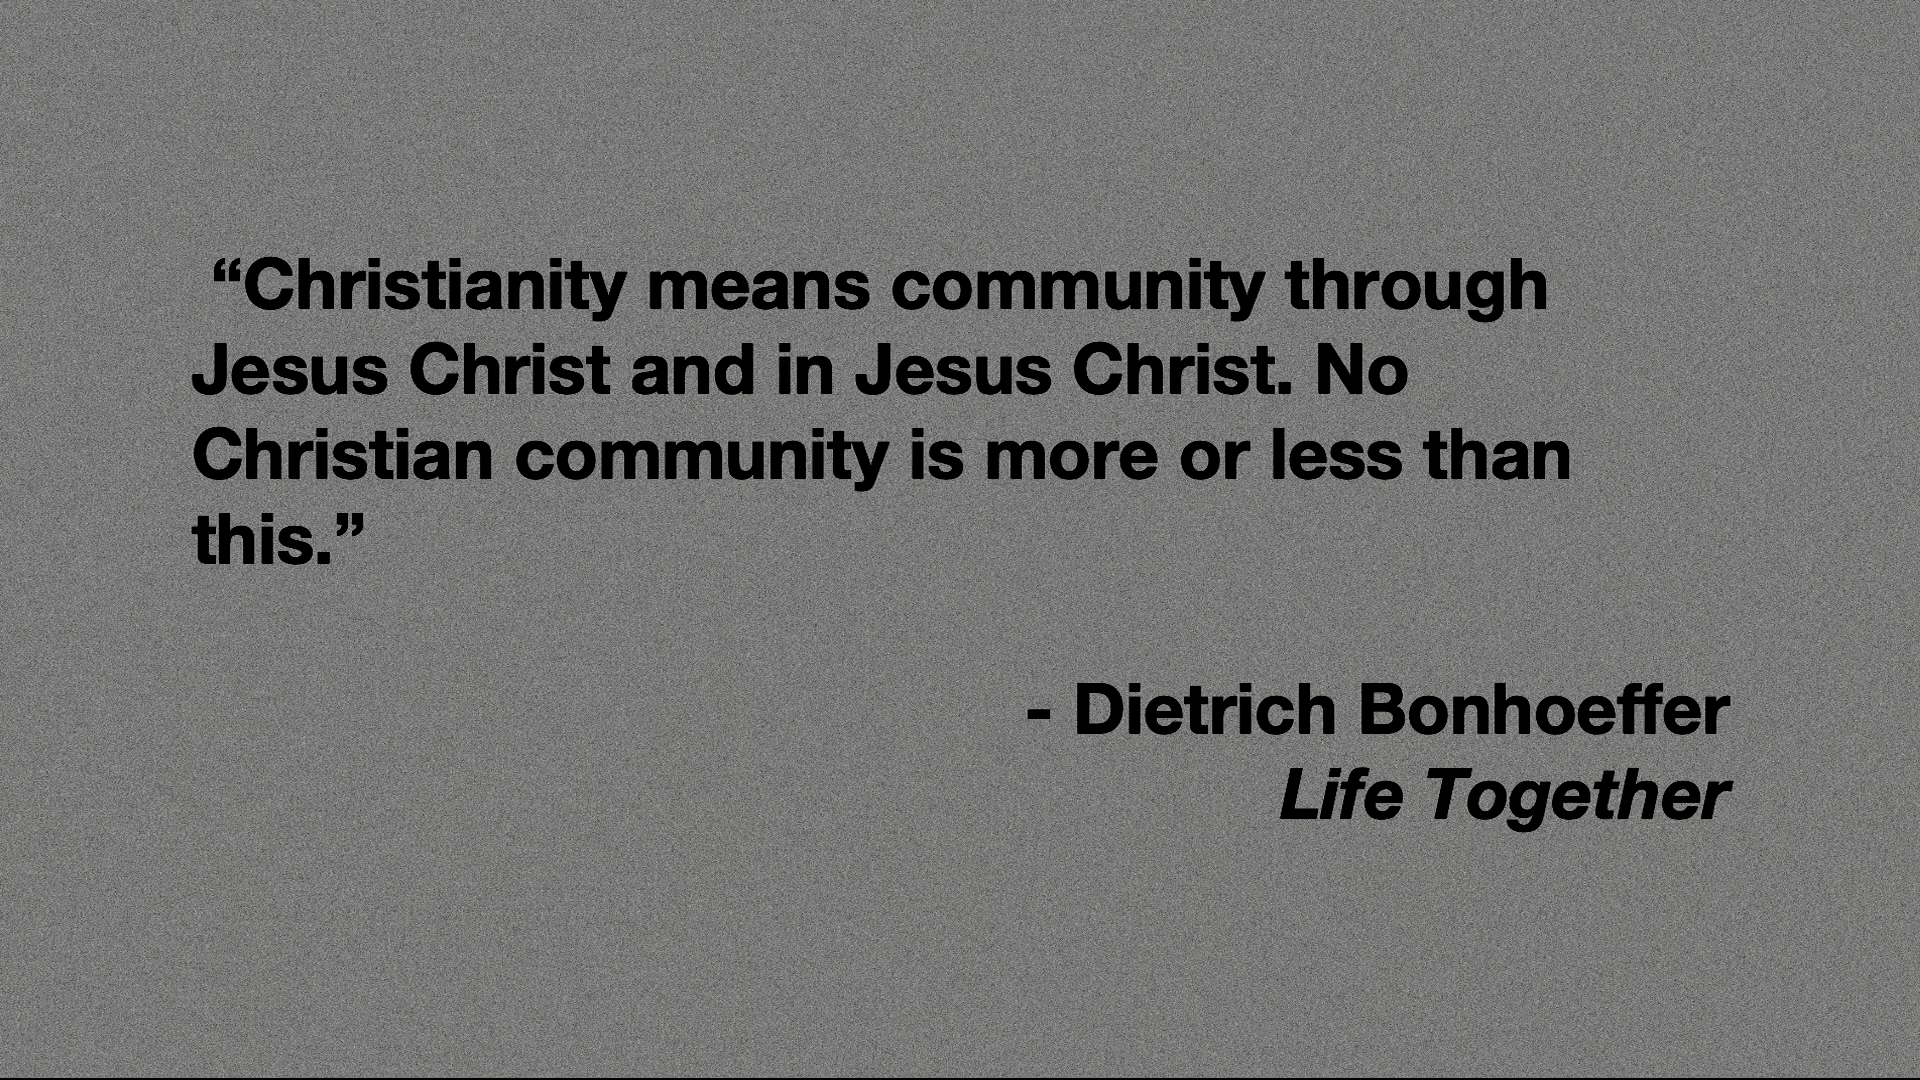 “Christianity means community through
Jesus Christ and in Jesus Christ. No
Christian community is more or less than
this.”
- Dietrich Bonhoeffer
Life Together